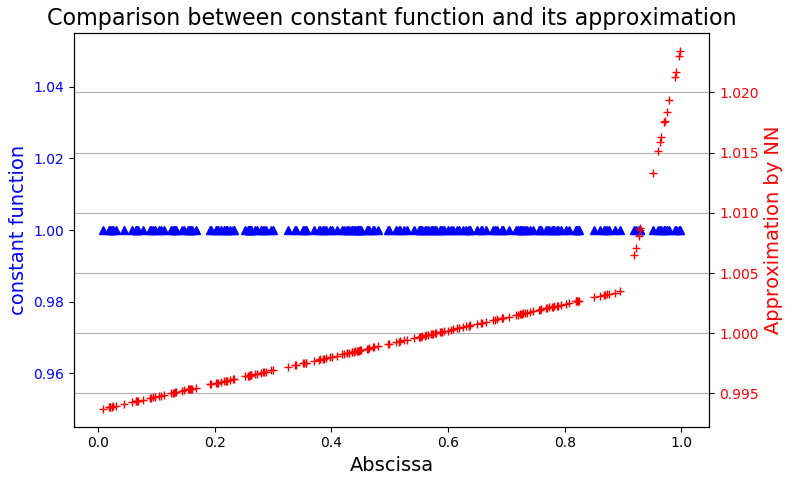 Comparison between constant function and its approximation
constant function
1.04
1.02
1.00
0.98
0.96
1.020
1.015
1.010
1.005
1.000
0.995
Approximation by NN
0.0 0.2 0.4 0.6 0.8 1.0
Abscissa